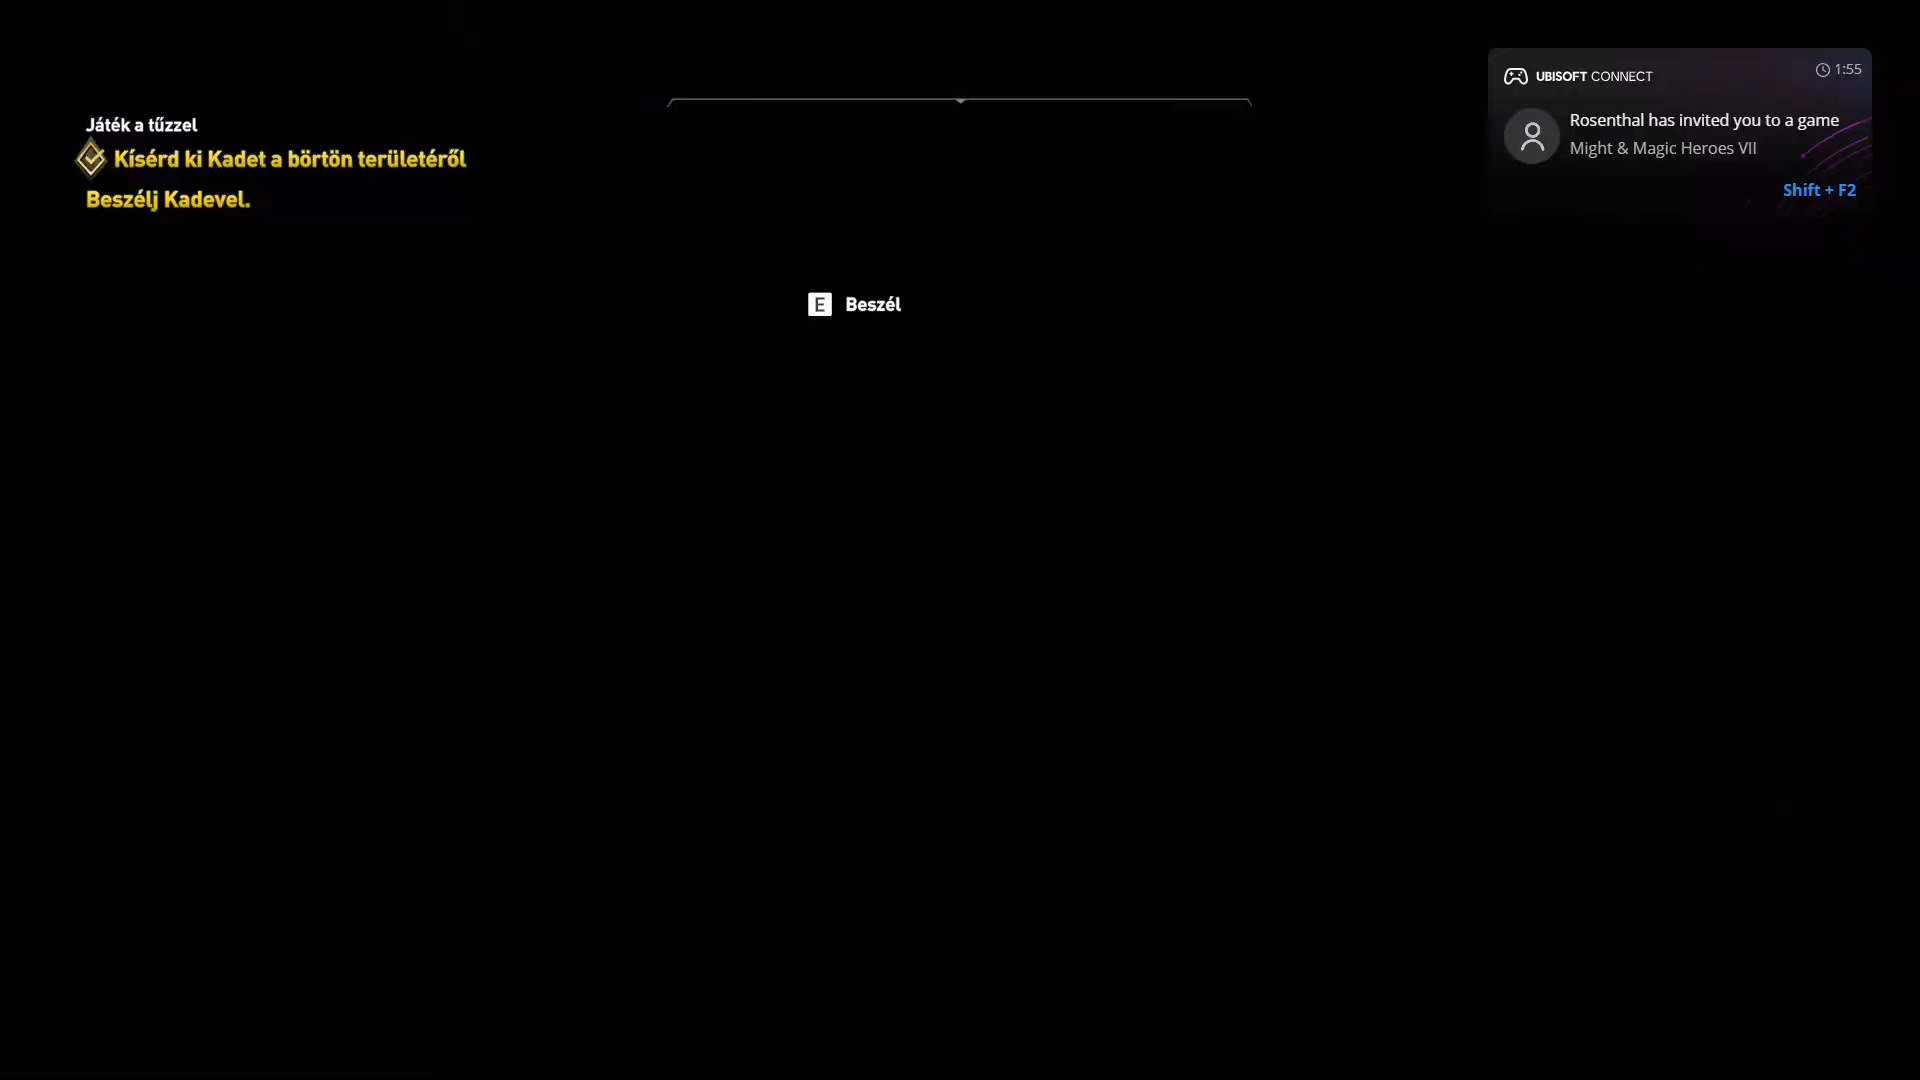 Játék a tűzzel
Kísérd ki Kadet a börtön területéről
Beszélj Kadevel.
E Beszél
UBISOFT CONNECT
1:55
Rosenthal has invited you to a game
Might & Magic Heroes VII
Shift + F2